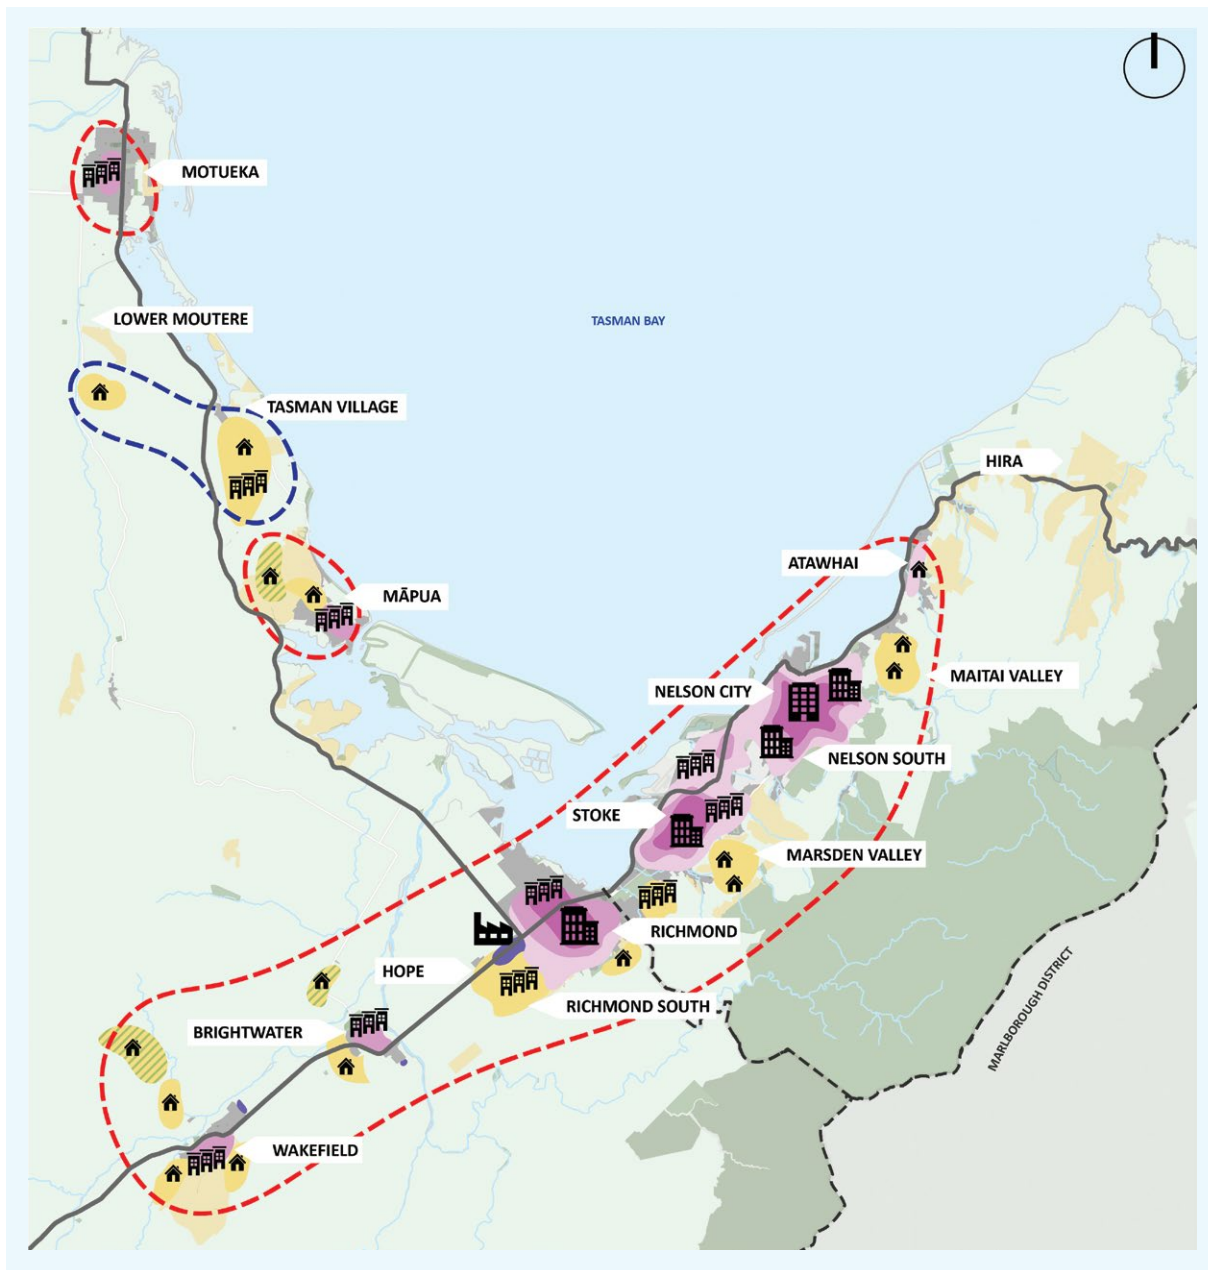 MOTUEKA
LOWER MOUTERE
TASMAN BAY
TASMAN VILLAGE
HIRA
ATAWHAI
MĀPUA
MAITAI VALLEY
NELSON CITY
NELSON SOUTH
STOKE
MARSDEN VALLEY
RICHMOND
HOPE
RICHMOND SOUTH
BRIGHTWATER
MARLBOROUGH DISTRICT
WAKEFIELD